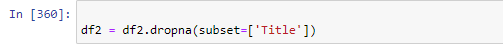 In [360]:
df2 = df2.dropna(subset=['Title'])